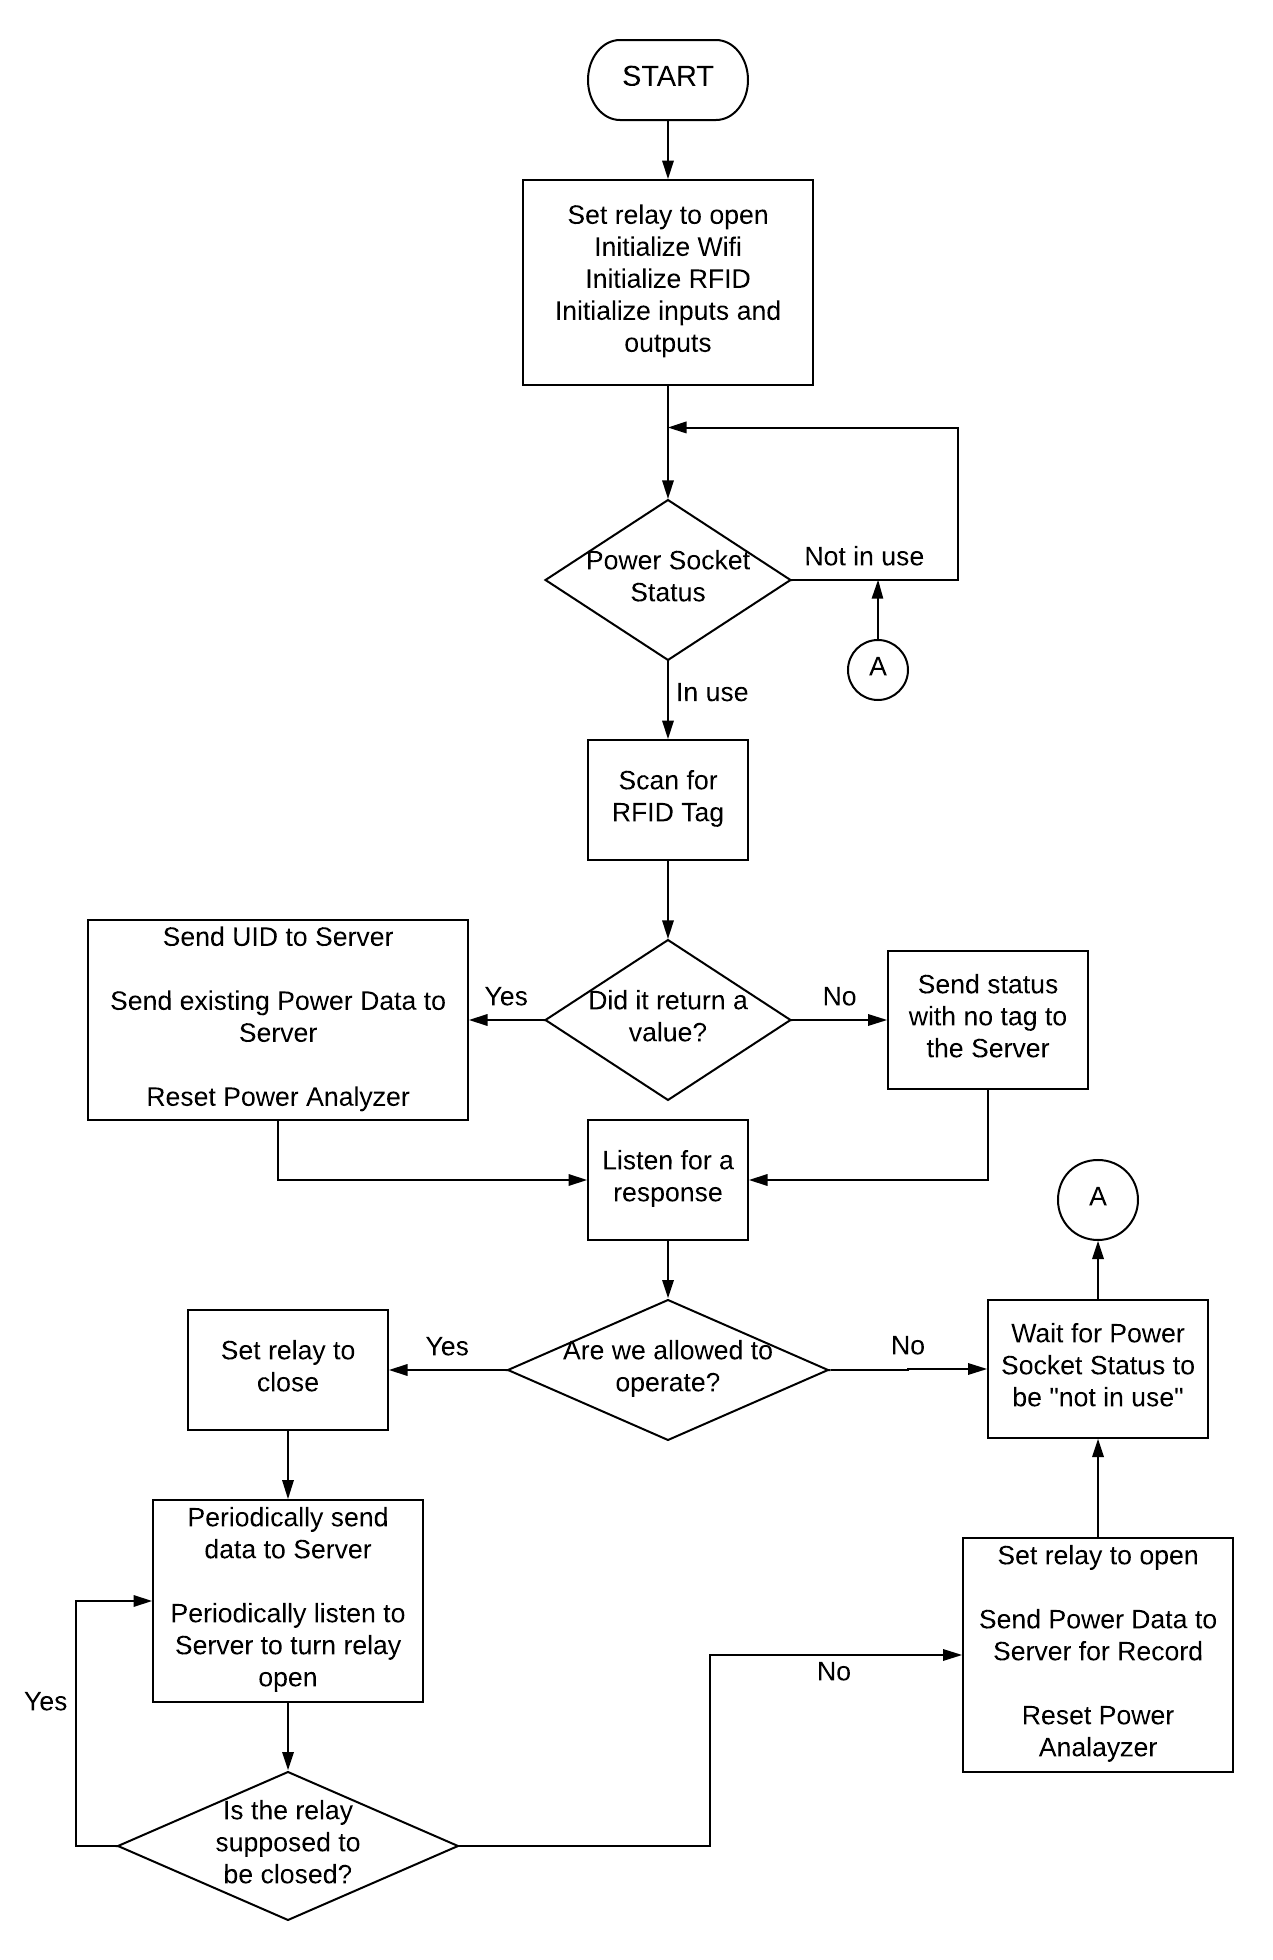 START
Set relay to open
Initialize Wifi
Initialize RFID
Initialize inputs and
outputs
Power Socket
Status
Not in use
A
In use
Scan for
RFID Tag
Send UID to Server
Send existing Power Data to
Server
Reset Power Analyzer
Yes
Did it return a
value?
No
Send status
with no tag to
the Server
Listen for a
response
A
Set relay to
close
Yes
Are we allowed to
operate?
No
Wait for Power
Socket Status to
be "not in use"
Periodically send
data to Server
Periodically listen to
Server to turn relay
open
Set relay to open
Send Power Data to
Server for Record
Reset Power
Analayzer
Yes
No
Is the relay
supposed to
be closed?